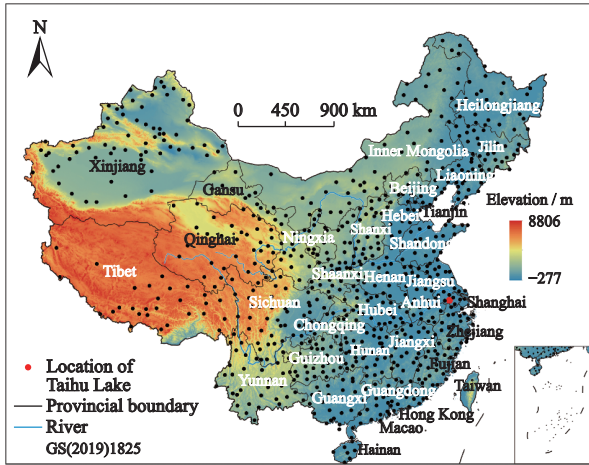 N
0 450 900 km
Heilongjiang
Jilin
Inner Mongolia
Liaoning
Xinjiang
Gahsu
Beijing
Hebei
Tianjin
Elevation / m
8806
−277
Shanxi
Qinghai
Ningxia
Shandong
Tibet
Shaanxi
Henan
Jiangsu
Sichuan
Anhui
Shanghai
Hubei
Chongqing
Zhejiang
Jiangxi
Hunan
Guizhou
Fujian
Yunnan
Guangxi
Guangdong
Taiwan
Hong Kong
Macao
Hainan
Location of
Taihu Lake
Provincial boundary
River
GS(2019)1825